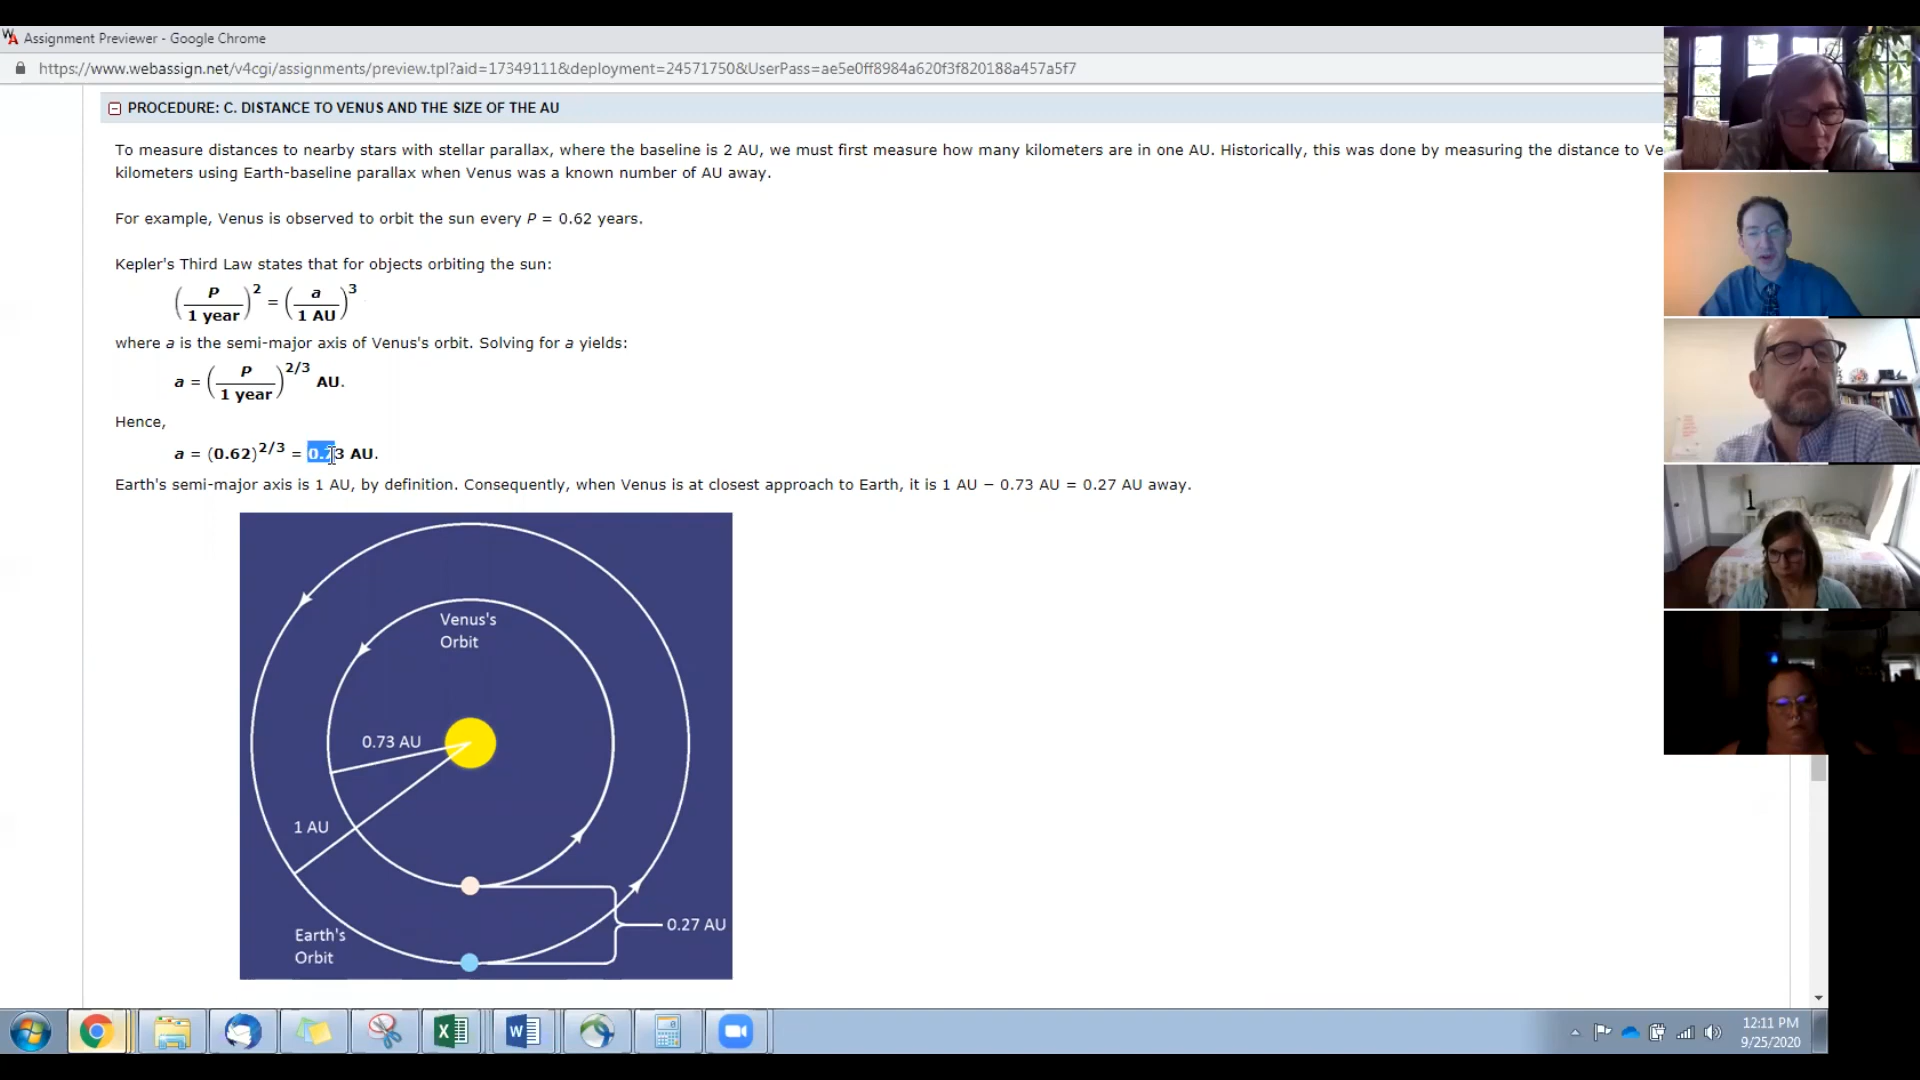 Assignment Previewer - Google Chrome
https://www.webassign.net/v4cgi/assignments/preview.tpl?aid=17349111&deployment=24571750&UserPass=ae5e0ff8984a620f3f820188a457a5f7
PROCEDURE: C. DISTANCE TO VENUS AND THE SIZE OF THE AU
To measure distances to nearby stars with stellar parallax, where the baseline is 2 AU, we must first measure how many kilometers are in one AU. Historically, this was done by measuring the distance to Ve
kilometers using Earth-baseline parallax when Venus was a known number of AU away.
For example, Venus is observed to orbit the sun every P = 0.62 years.
Kepler's Third Law states that for objects orbiting the sun:
(P / 1 year)^2 = (a / 1 AU)^3
where a is the semi-major axis of Venus's orbit. Solving for a yields:
a = (P / 1 year)^2/3 AU.
Hence,
a = (0.62)^2/3 = 0.73 AU.
Earth's semi-major axis is 1 AU, by definition. Consequently, when Venus is at closest approach to Earth, it is 1 AU − 0.73 AU = 0.27 AU away.
Venus's
Orbit
0.73 AU
1 AU
0.27 AU
Earth's
Orbit
12:11 PM
9/25/2020